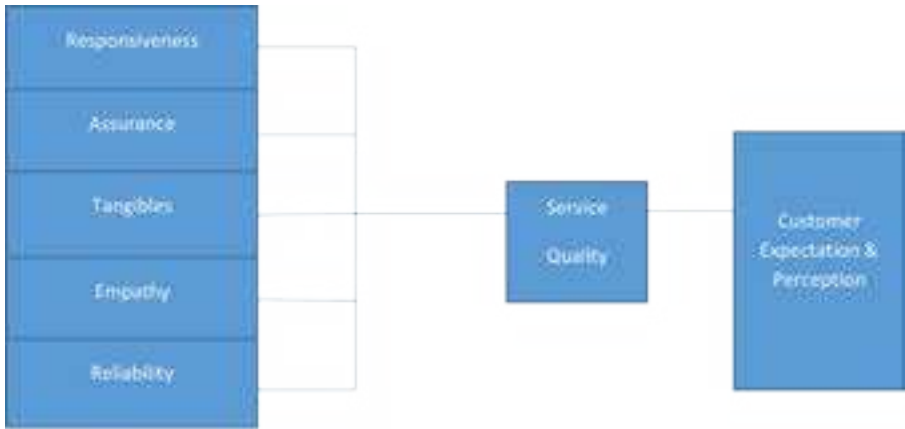 Responsiveness
Assurance
Tangibles
Empathy
Reliability
Service
Quality
Customer
Expectation &
Perception